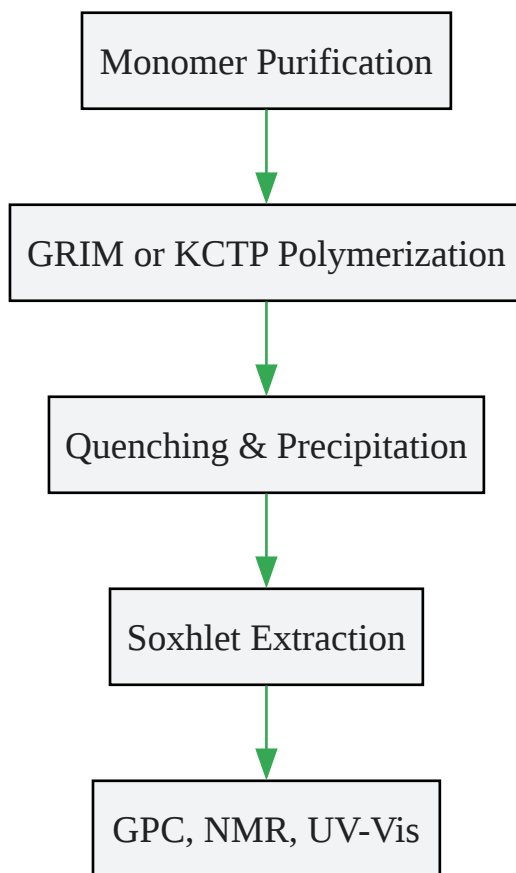 Monomer Purification
GRIM or KCTP Polymerization
Quenching & Precipitation
Soxhlet Extraction
GPC, NMR, UV-Vis